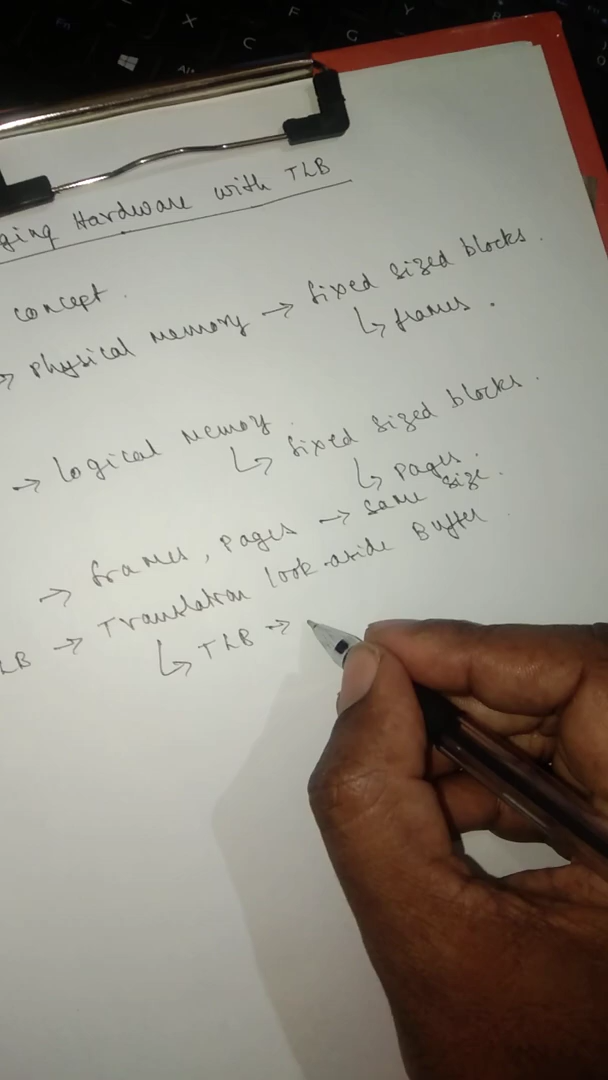 ging Hardware with TLB
concept.
→ physical memory → fixed sized blocks.
↳ frames.
→ logical memory.
↳ fixed sized blocks.
↳ pages.
→ frames, pages → same size.
LB → Translation look-aside Buffer
↳ TLB →